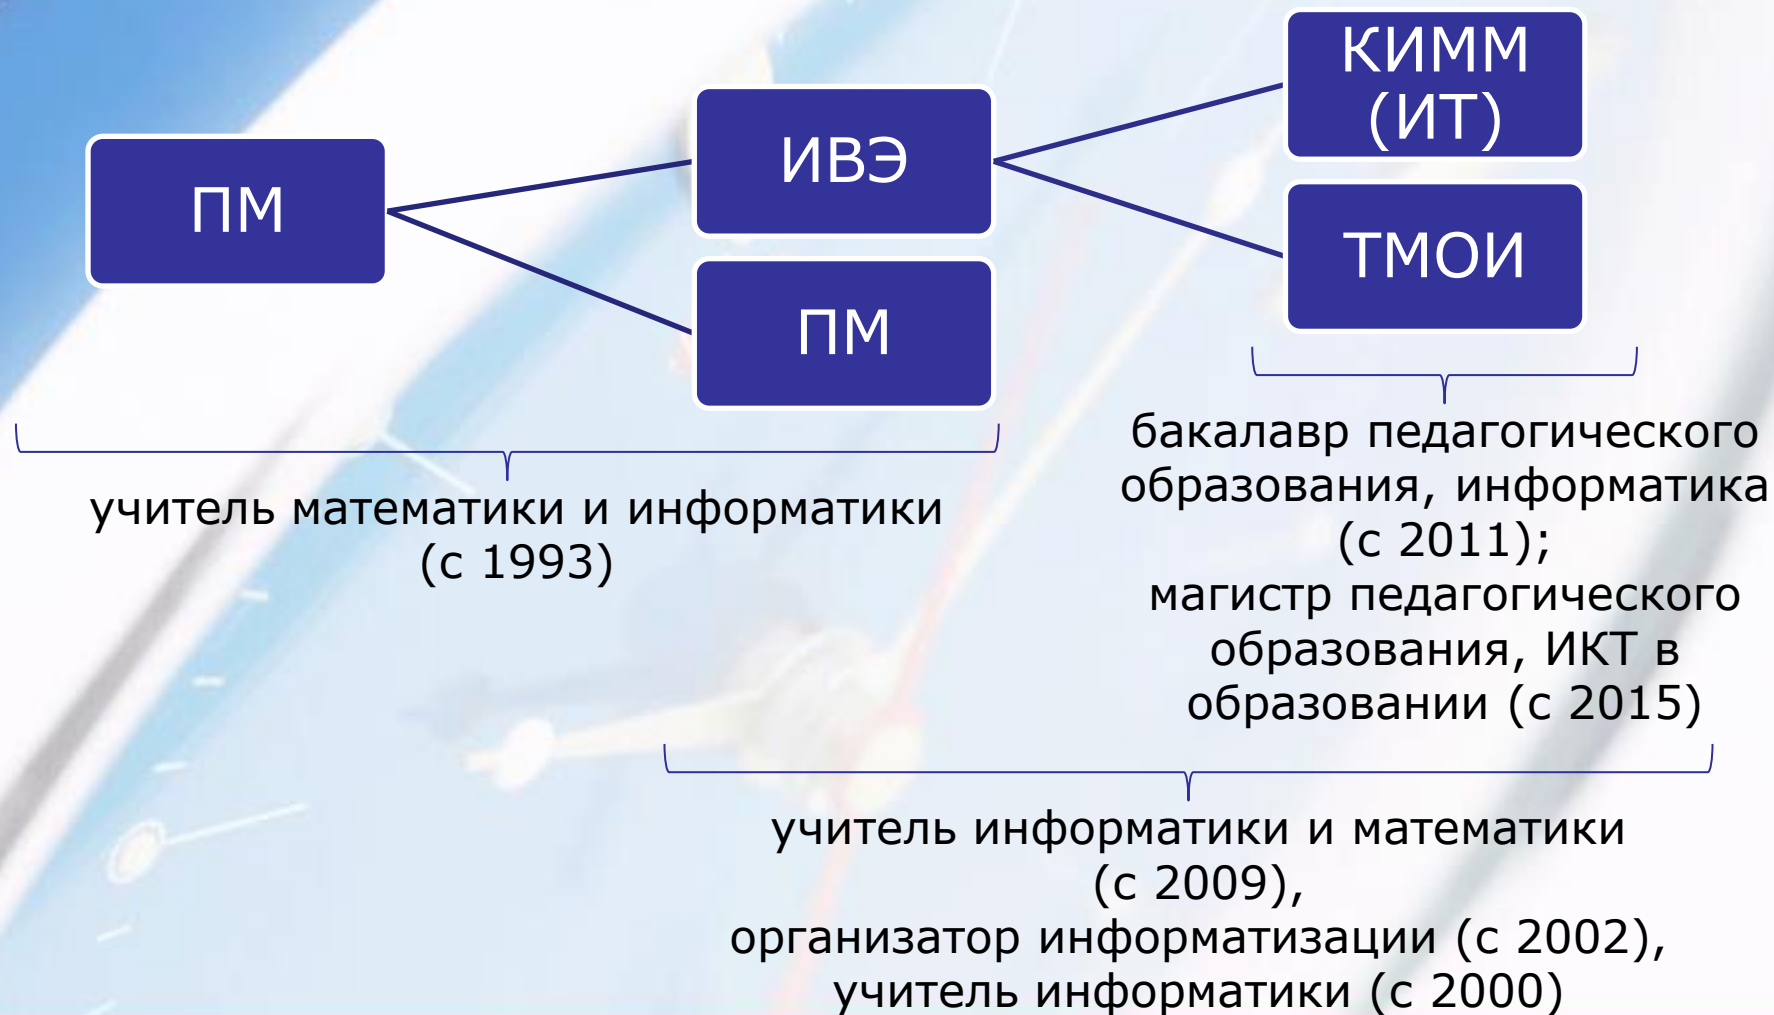 ПМ
ИВЭ
ПМ
КИММ
(ИТ)
ТМОИ
учитель математики и информатики
(с 1993)
бакалавр педагогического
образования, информатика
(с 2011);
магистр педагогического
образования, ИКТ в
образовании (с 2015)
учитель информатики и математики
(с 2009),
организатор информатизации (с 2002),
учитель информатики (с 2000)